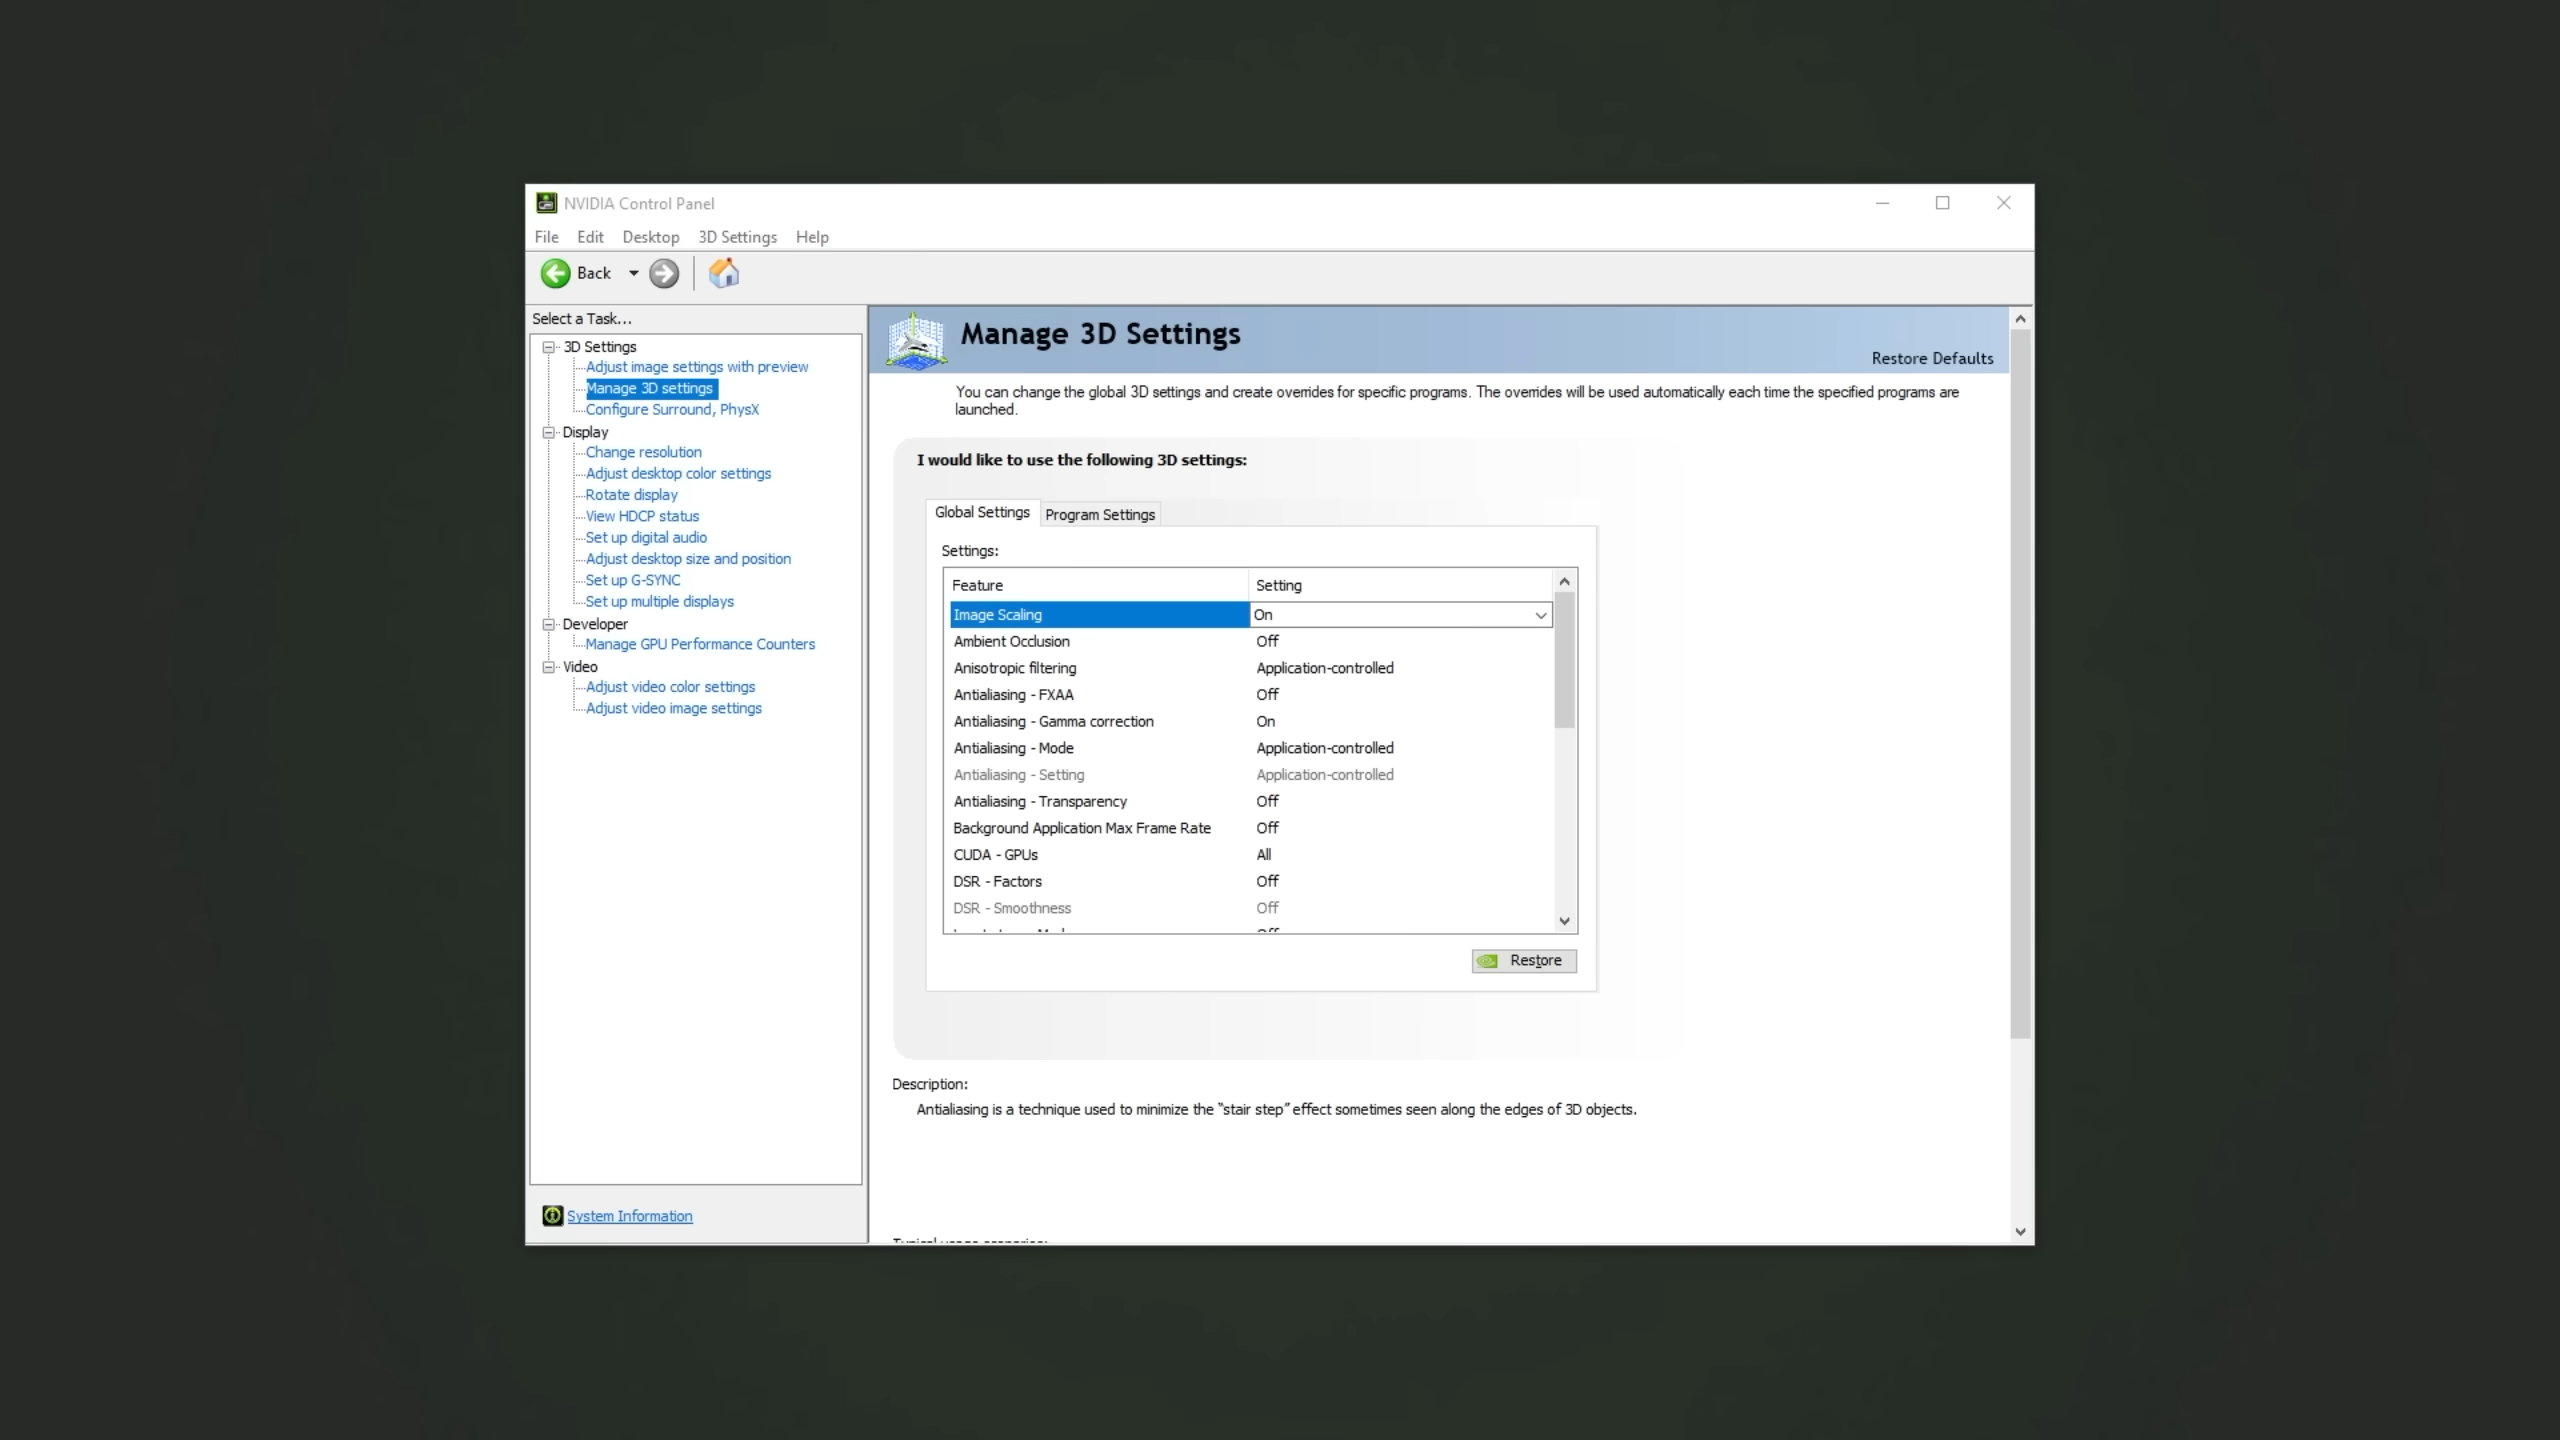 NVIDIA Control Panel
File Edit Desktop 3D Settings Help
Back
Select a Task...
3D Settings
Adjust image settings with preview
Manage 3D settings
Configure Surround, PhysX
Display
Change resolution
Adjust desktop color settings
Rotate display
View HDCP status
Set up digital audio
Adjust desktop size and position
Set up G-SYNC
Set up multiple displays
Developer
Manage GPU Performance Counters
Video
Adjust video color settings
Adjust video image settings
System Information
Manage 3D Settings
Restore Defaults
You can change the global 3D settings and create overrides for specific programs. The overrides will be used automatically each time the specified programs are
launched.
I would like to use the following 3D settings:
Global Settings Program Settings
Settings:
Feature Setting
Image Scaling On
Ambient Occlusion Off
Anisotropic filtering Application-controlled
Antialiasing - FXAA Off
Antialiasing - Gamma correction On
Antialiasing - Mode Application-controlled
Antialiasing - Setting Application-controlled
Antialiasing - Transparency Off
Background Application Max Frame Rate Off
CUDA - GPUs All
DSR - Factors Off
DSR - Smoothness Off
Restore
Description:
Antialiasing is a technique used to minimize the "stair step" effect sometimes seen along the edges of 3D objects.